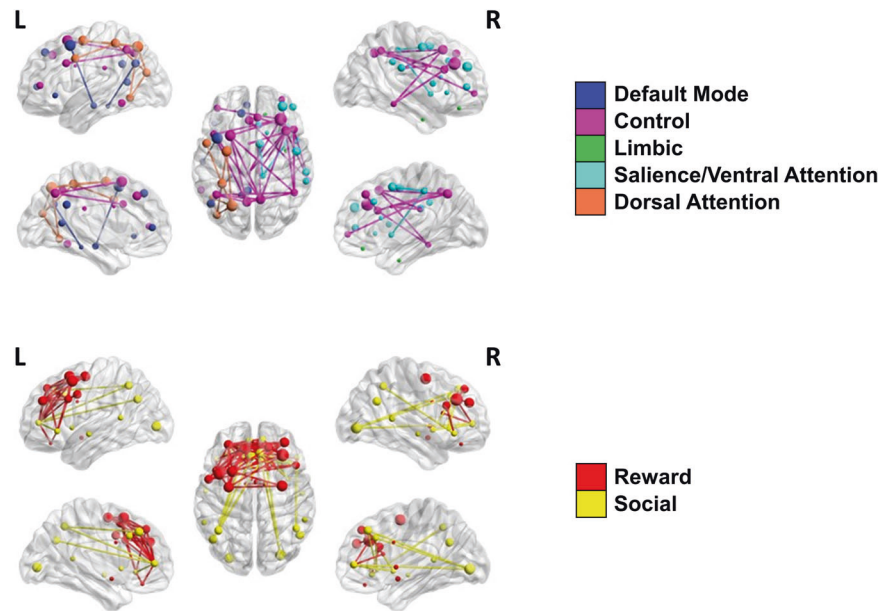 L
R
Default Mode
Control
Limbic
Salience/Ventral Attention
Dorsal Attention
L
R
Reward
Social